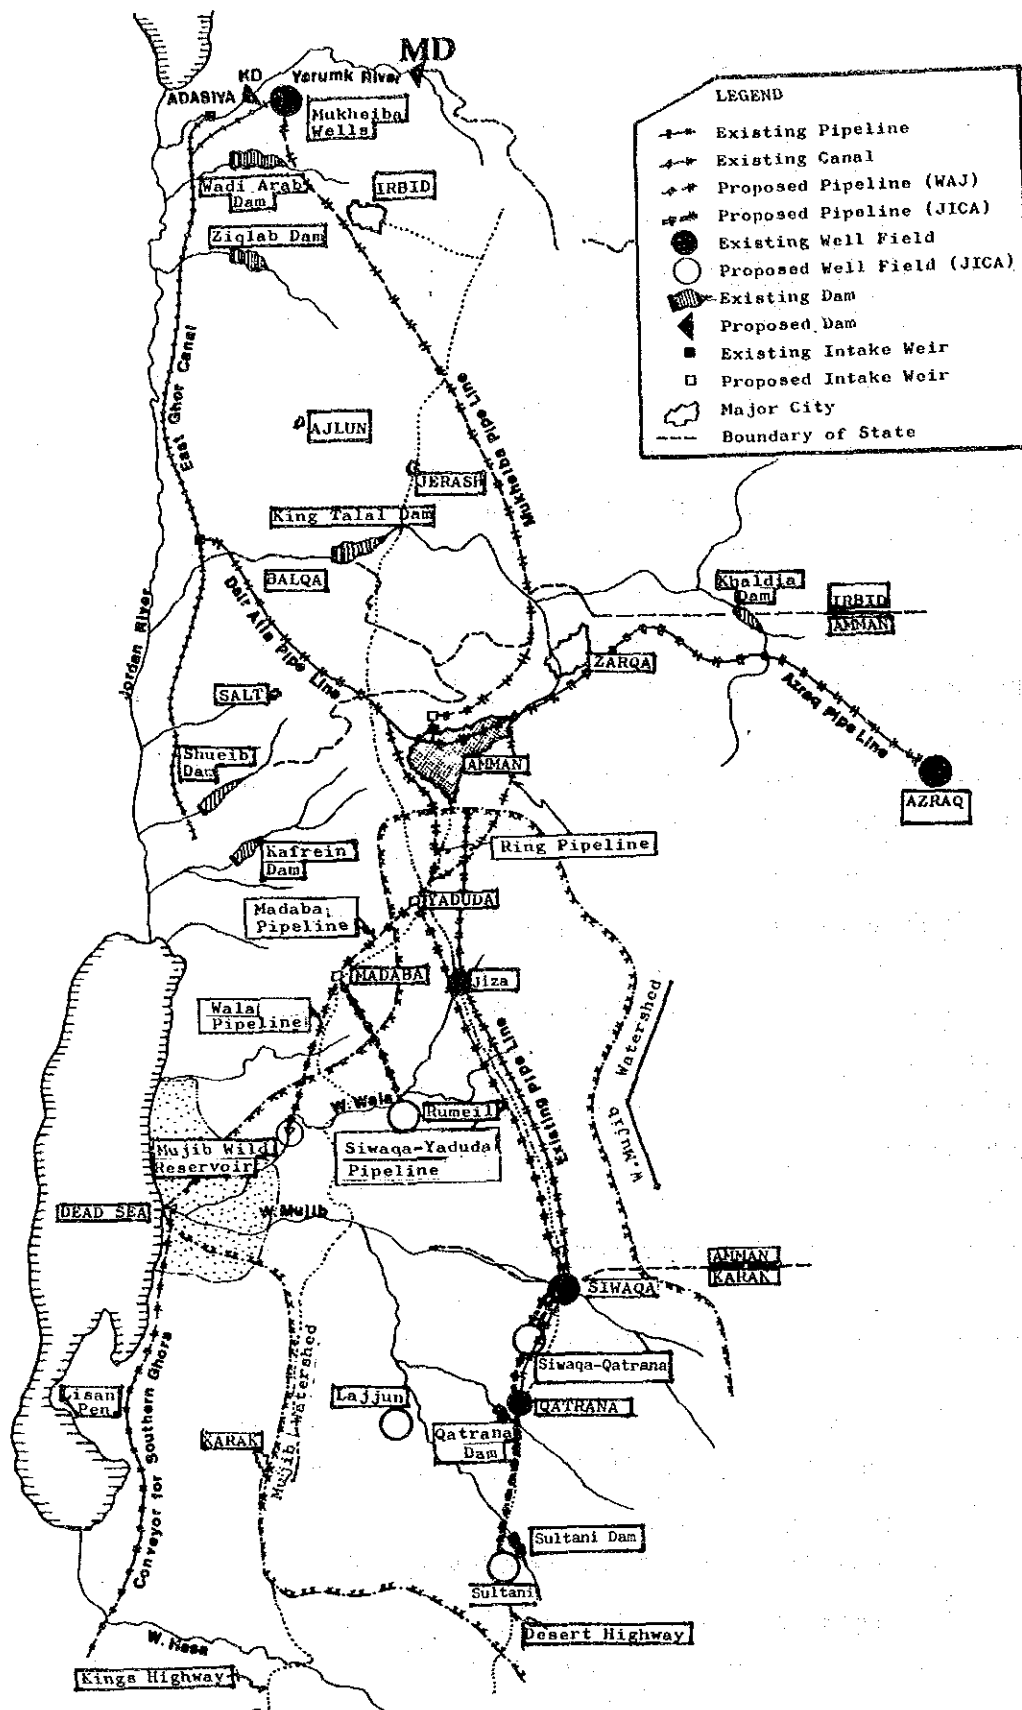 MD
KD
Yarumk River
ADASIYA
Mukheiba
Wells
Wadi Arab
Dam
IRBID
Ziqlab Dam
LEGEND
Existing Pipeline
Existing Canal
Proposed Pipeline (WAJ)
Proposed Pipeline (JICA)
Existing Well Field
Proposed Well Field (JICA)
Existing Dam
Proposed Dam
Existing Intake Weir
Proposed Intake Weir
Major City
Boundary of State
East Ghor Canal
AJLUN
Mukheiba Pipe Line
JERASH
King Talal Dam
BALQA
Khaldia
Dam
IRBID
AMMAN
Jordan River
Dair Alla Pipe Line
ZARQA
SALT
Azraq Pipe Line
Shueib
Dam
AMMAN
AZRAQ
Kafrein
Dam
Ring Pipeline
YADUDA
Madaba
Pipeline
MADABA
Jiza
Wala
Pipeline
W.Mujib Watershed
Existing Pipe Line
W.Wala
Rumeil
Mujib Wild
Reservoir
Siwaqa-Yaduda
Pipeline
DEAD SEA
W.Mujib
AMMAN
KARAK
SIWAQA
Siwaqa-Qatrana
Lisan
Pen.
Conveyor for Southern Ghors
Mujib Watershed
Lajjun
QATRANA
Qatrana
Dam
KARAK
Sultani Dam
Sultani
Desert Highway
W.Hasa
Kings Highway